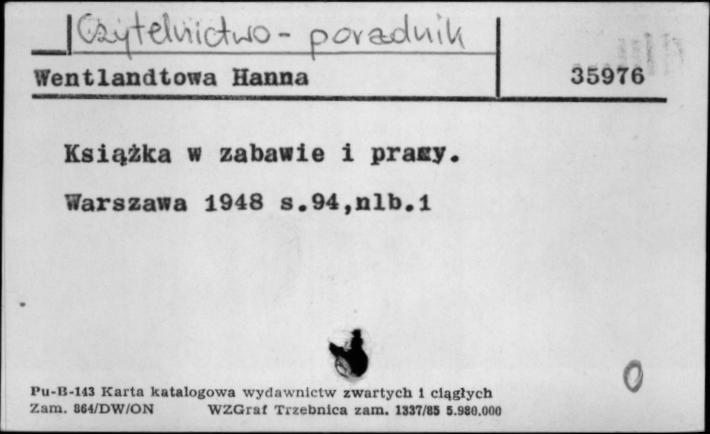 Czytelnictwo - poradnik
Wentlandtowa Hanna 35976
Książka w zabawie i pracy.
Warszawa 1948 s.94,nlb.1
0
Pu-B-143 Karta katalogowa wydawnictw zwartych i ciągłych
Zam. 864/DW/ON WZGraf Trzebnica zam. 1337/85 5.980.000